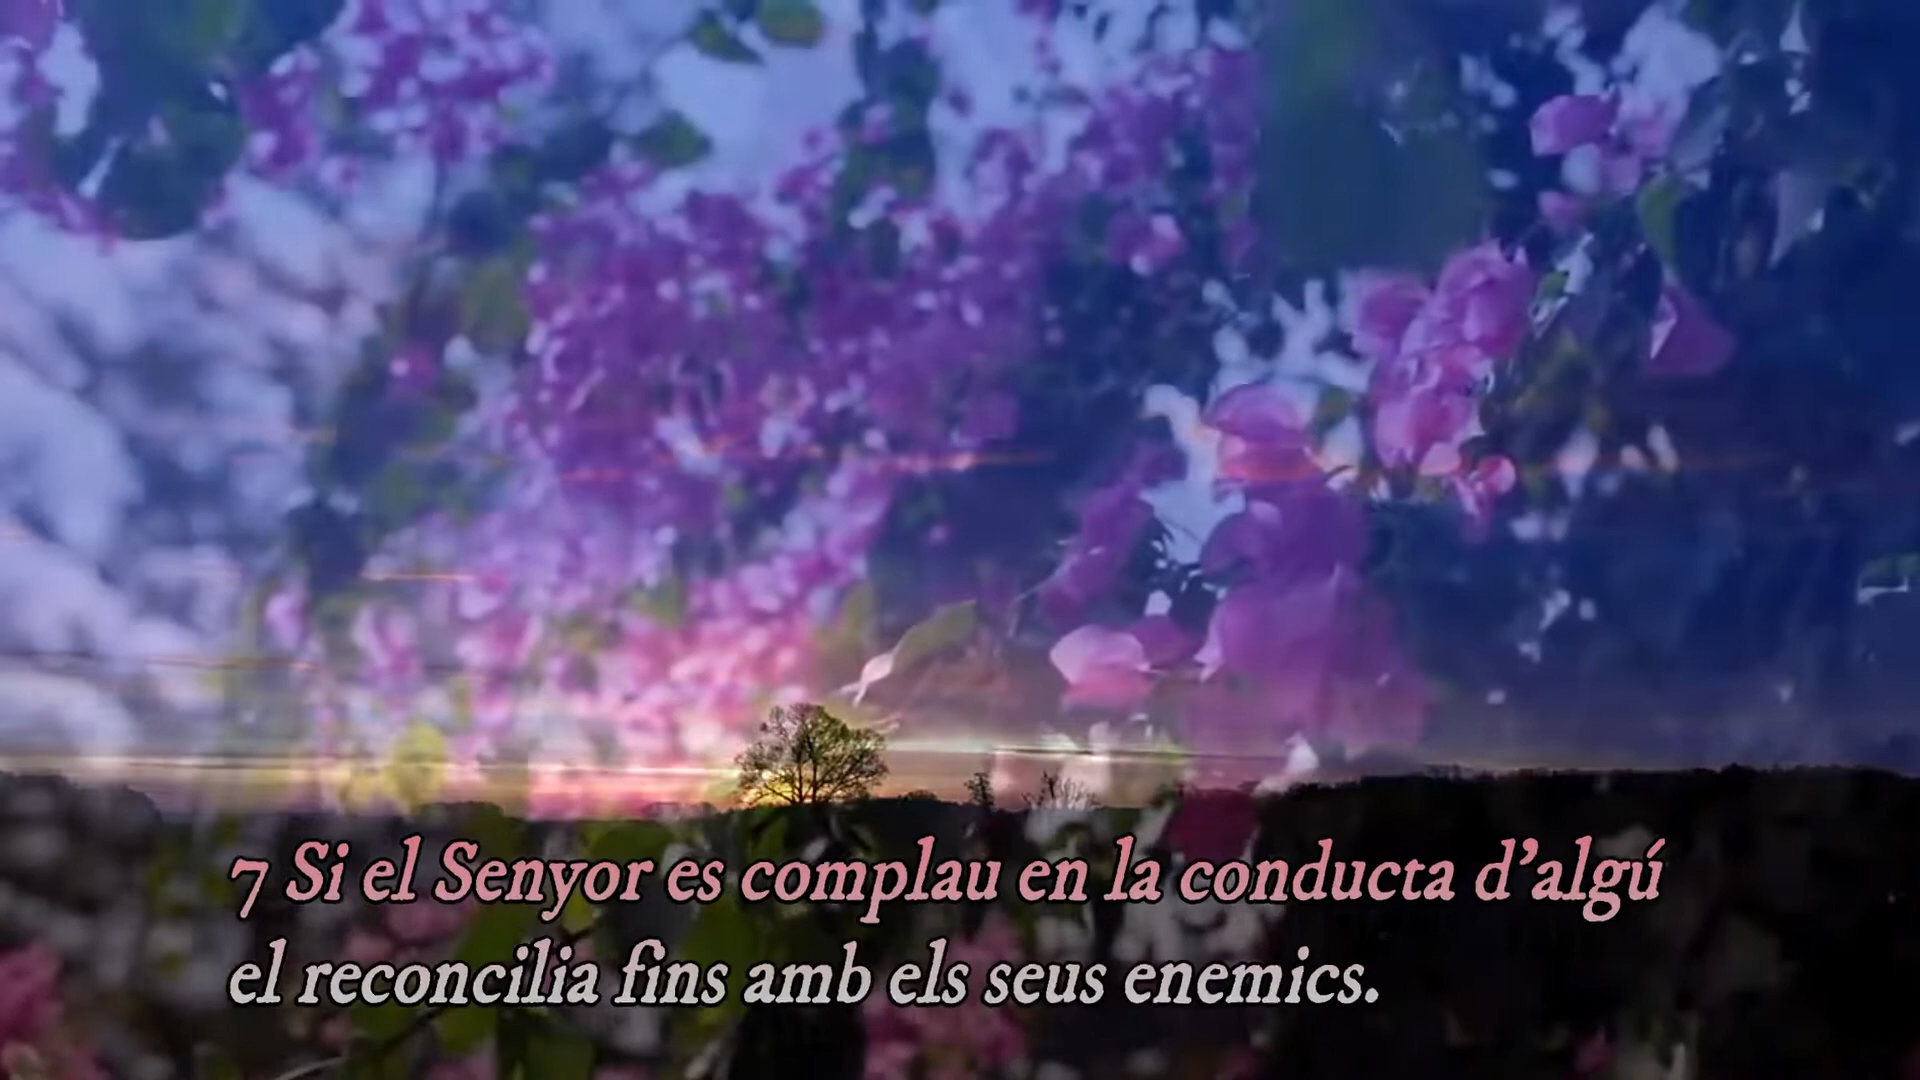 7 Si el Senyor es complau en la conducta d’algú
el reconcilia fins amb els seus enemics.